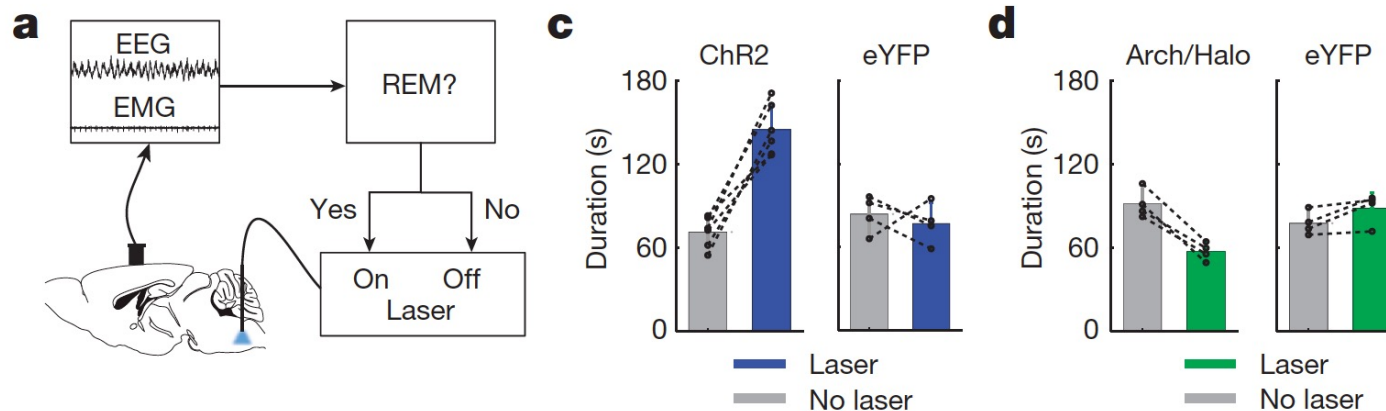 a
EEG
EMG
REM?
Yes
No
On Off
Laser
c
ChR2
eYFP
Duration (s)
180
120
60
0
Laser
No laser
d
Arch/Halo
eYFP
Duration (s)
180
120
60
0
Laser
No laser